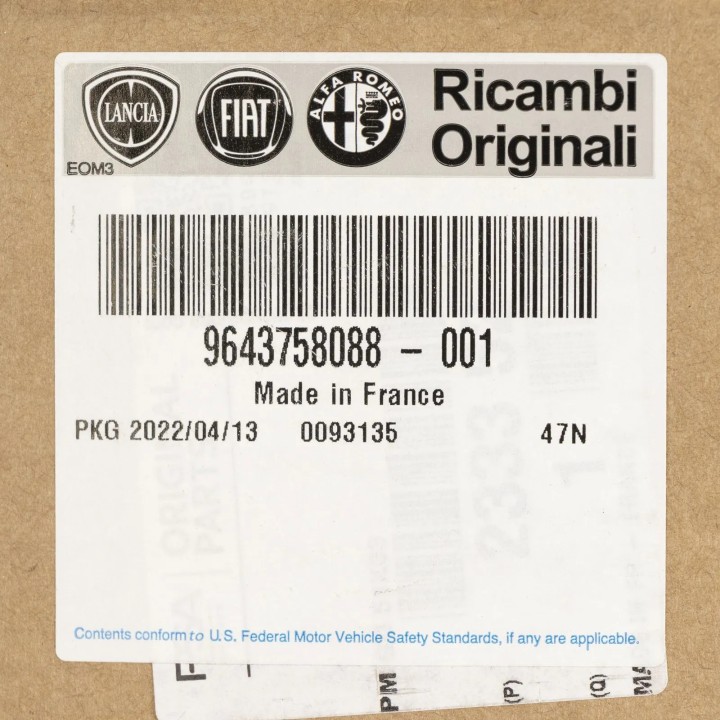 LANCIA
FIAT
ALFA ROMEO
Ricambi
Originali
EOM3
9643758088 - 001
Made in France
PKG 2022/04/13 0093135 47N
Contents conform to U.S. Federal Motor Vehicle Safety Standards, if any are applicable.
PM
(P)
(Q)